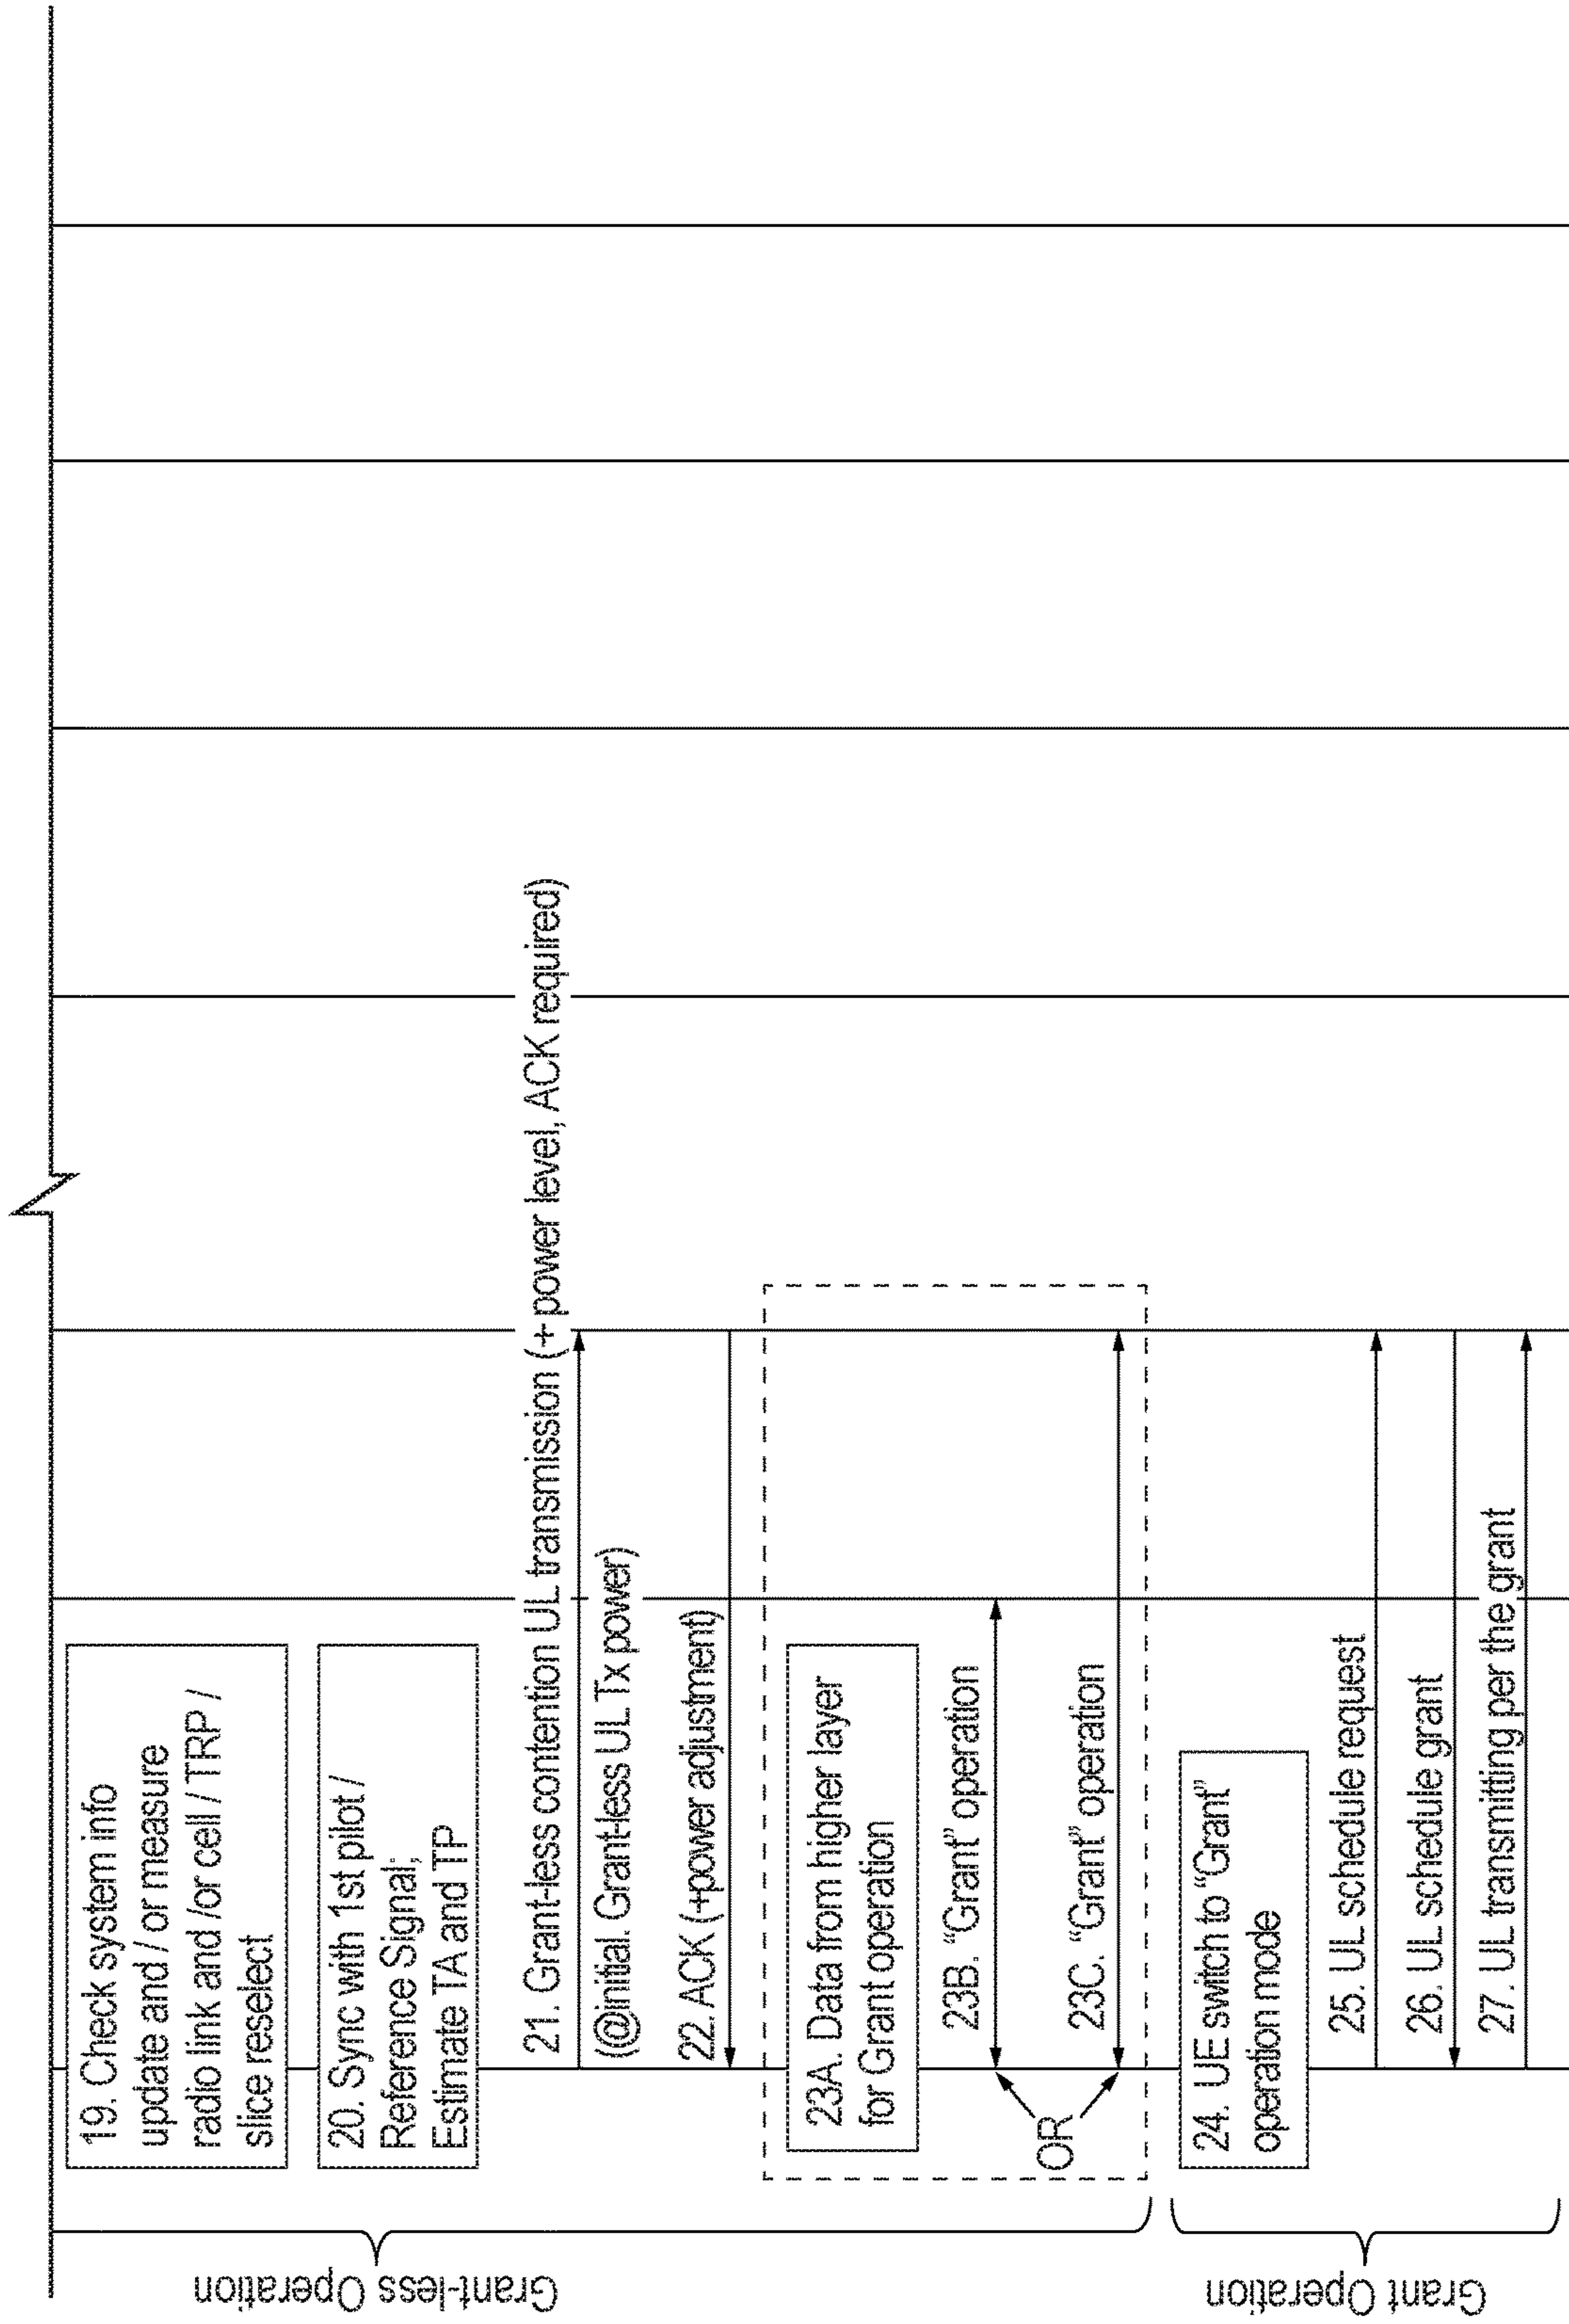 Grant-less Operation
19. Check system info
update and / or measure
radio link and /or cell / TRP /
slice reselect
20. Sync with 1st pilot /
Reference Signal;
Estimate TA and TP
21. Grant-less contention UL transmission (+ power level, ACK required)
(@initial. Grant-less UL Tx power)
22. ACK (+power adjustment)
23A. Data from higher layer
for Grant operation
23B. “Grant” operation
OR
23C. “Grant” operation
Grant Operation
24. UE switch to “Grant”
operation mode
25. UL schedule request
26. UL schedule grant
27. UL transmitting per the grant